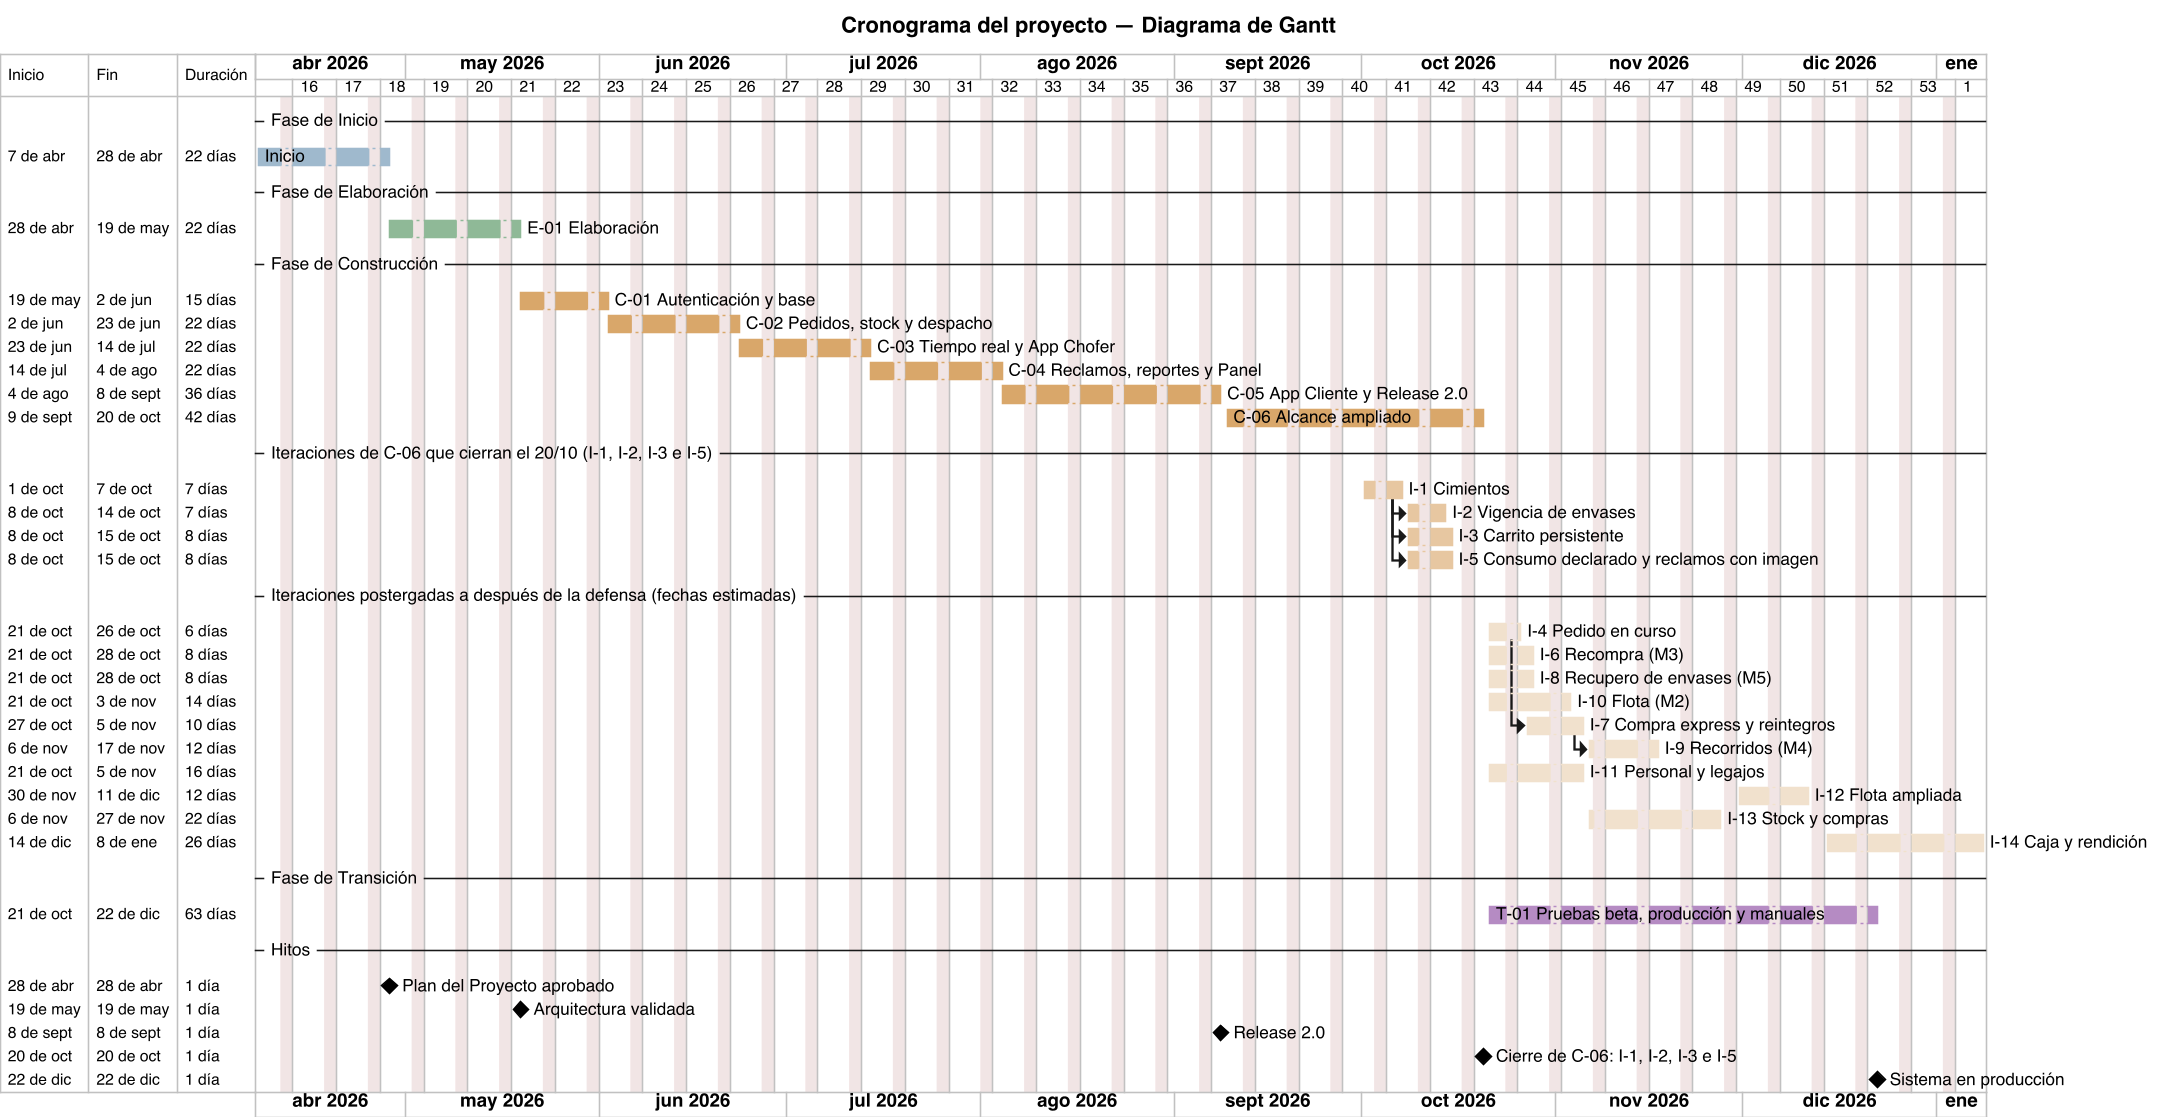 Cronograma del proyecto — Diagrama de Gantt
Inicio Fin Duración abr 2026 may 2026 jun 2026 jul 2026 ago 2026 sept 2026 oct 2026 nov 2026 dic 2026 ene
16 17 18 19 20 21 22 23 24 25 26 27 28 29 30 31 32 33 34 35 36 37 38 39 40 41 42 43 44 45 46 47 48 49 50 51 52 53 1
Fase de Inicio
7 de abr 28 de abr 22 días Inicio
Fase de Elaboración
28 de abr 19 de may 22 días E-01 Elaboración
Fase de Construcción
19 de may 2 de jun 15 días C-01 Autenticación y base
2 de jun 23 de jun 22 días C-02 Pedidos, stock y despacho
23 de jun 14 de jul 22 días C-03 Tiempo real y App Chofer
14 de jul 4 de ago 22 días C-04 Reclamos, reportes y Panel
4 de ago 8 de sept 36 días C-05 App Cliente y Release 2.0
9 de sept 20 de oct 42 días C-06 Alcance ampliado
Iteraciones de C-06 que cierran el 20/10 (I-1, I-2, I-3 e I-5)
1 de oct 7 de oct 7 días I-1 Cimientos
8 de oct 14 de oct 7 días I-2 Vigencia de envases
8 de oct 15 de oct 8 días I-3 Carrito persistente
8 de oct 15 de oct 8 días I-5 Consumo declarado y reclamos con imagen
Iteraciones postergadas a después de la defensa (fechas estimadas)
21 de oct 26 de oct 6 días I-4 Pedido en curso
21 de oct 28 de oct 8 días I-6 Recompra (M3)
21 de oct 28 de oct 8 días I-8 Recupero de envases (M5)
21 de oct 3 de nov 14 días I-10 Flota (M2)
27 de oct 5 de nov 10 días I-7 Compra express y reintegros
6 de nov 17 de nov 12 días I-9 Recorridos (M4)
21 de oct 5 de nov 16 días I-11 Personal y legajos
30 de nov 11 de dic 12 días I-12 Flota ampliada
6 de nov 27 de nov 22 días I-13 Stock y compras
14 de dic 8 de ene 26 días I-14 Caja y rendición
Fase de Transición
21 de oct 22 de dic 63 días T-01 Pruebas beta, producción y manuales
Hitos
28 de abr 28 de abr 1 día Plan del Proyecto aprobado
19 de may 19 de may 1 día Arquitectura validada
8 de sept 8 de sept 1 día Release 2.0
20 de oct 20 de oct 1 día Cierre de C-06: I-1, I-2, I-3 e I-5
22 de dic 22 de dic 1 día Sistema en producción
abr 2026 may 2026 jun 2026 jul 2026 ago 2026 sept 2026 oct 2026 nov 2026 dic 2026 ene